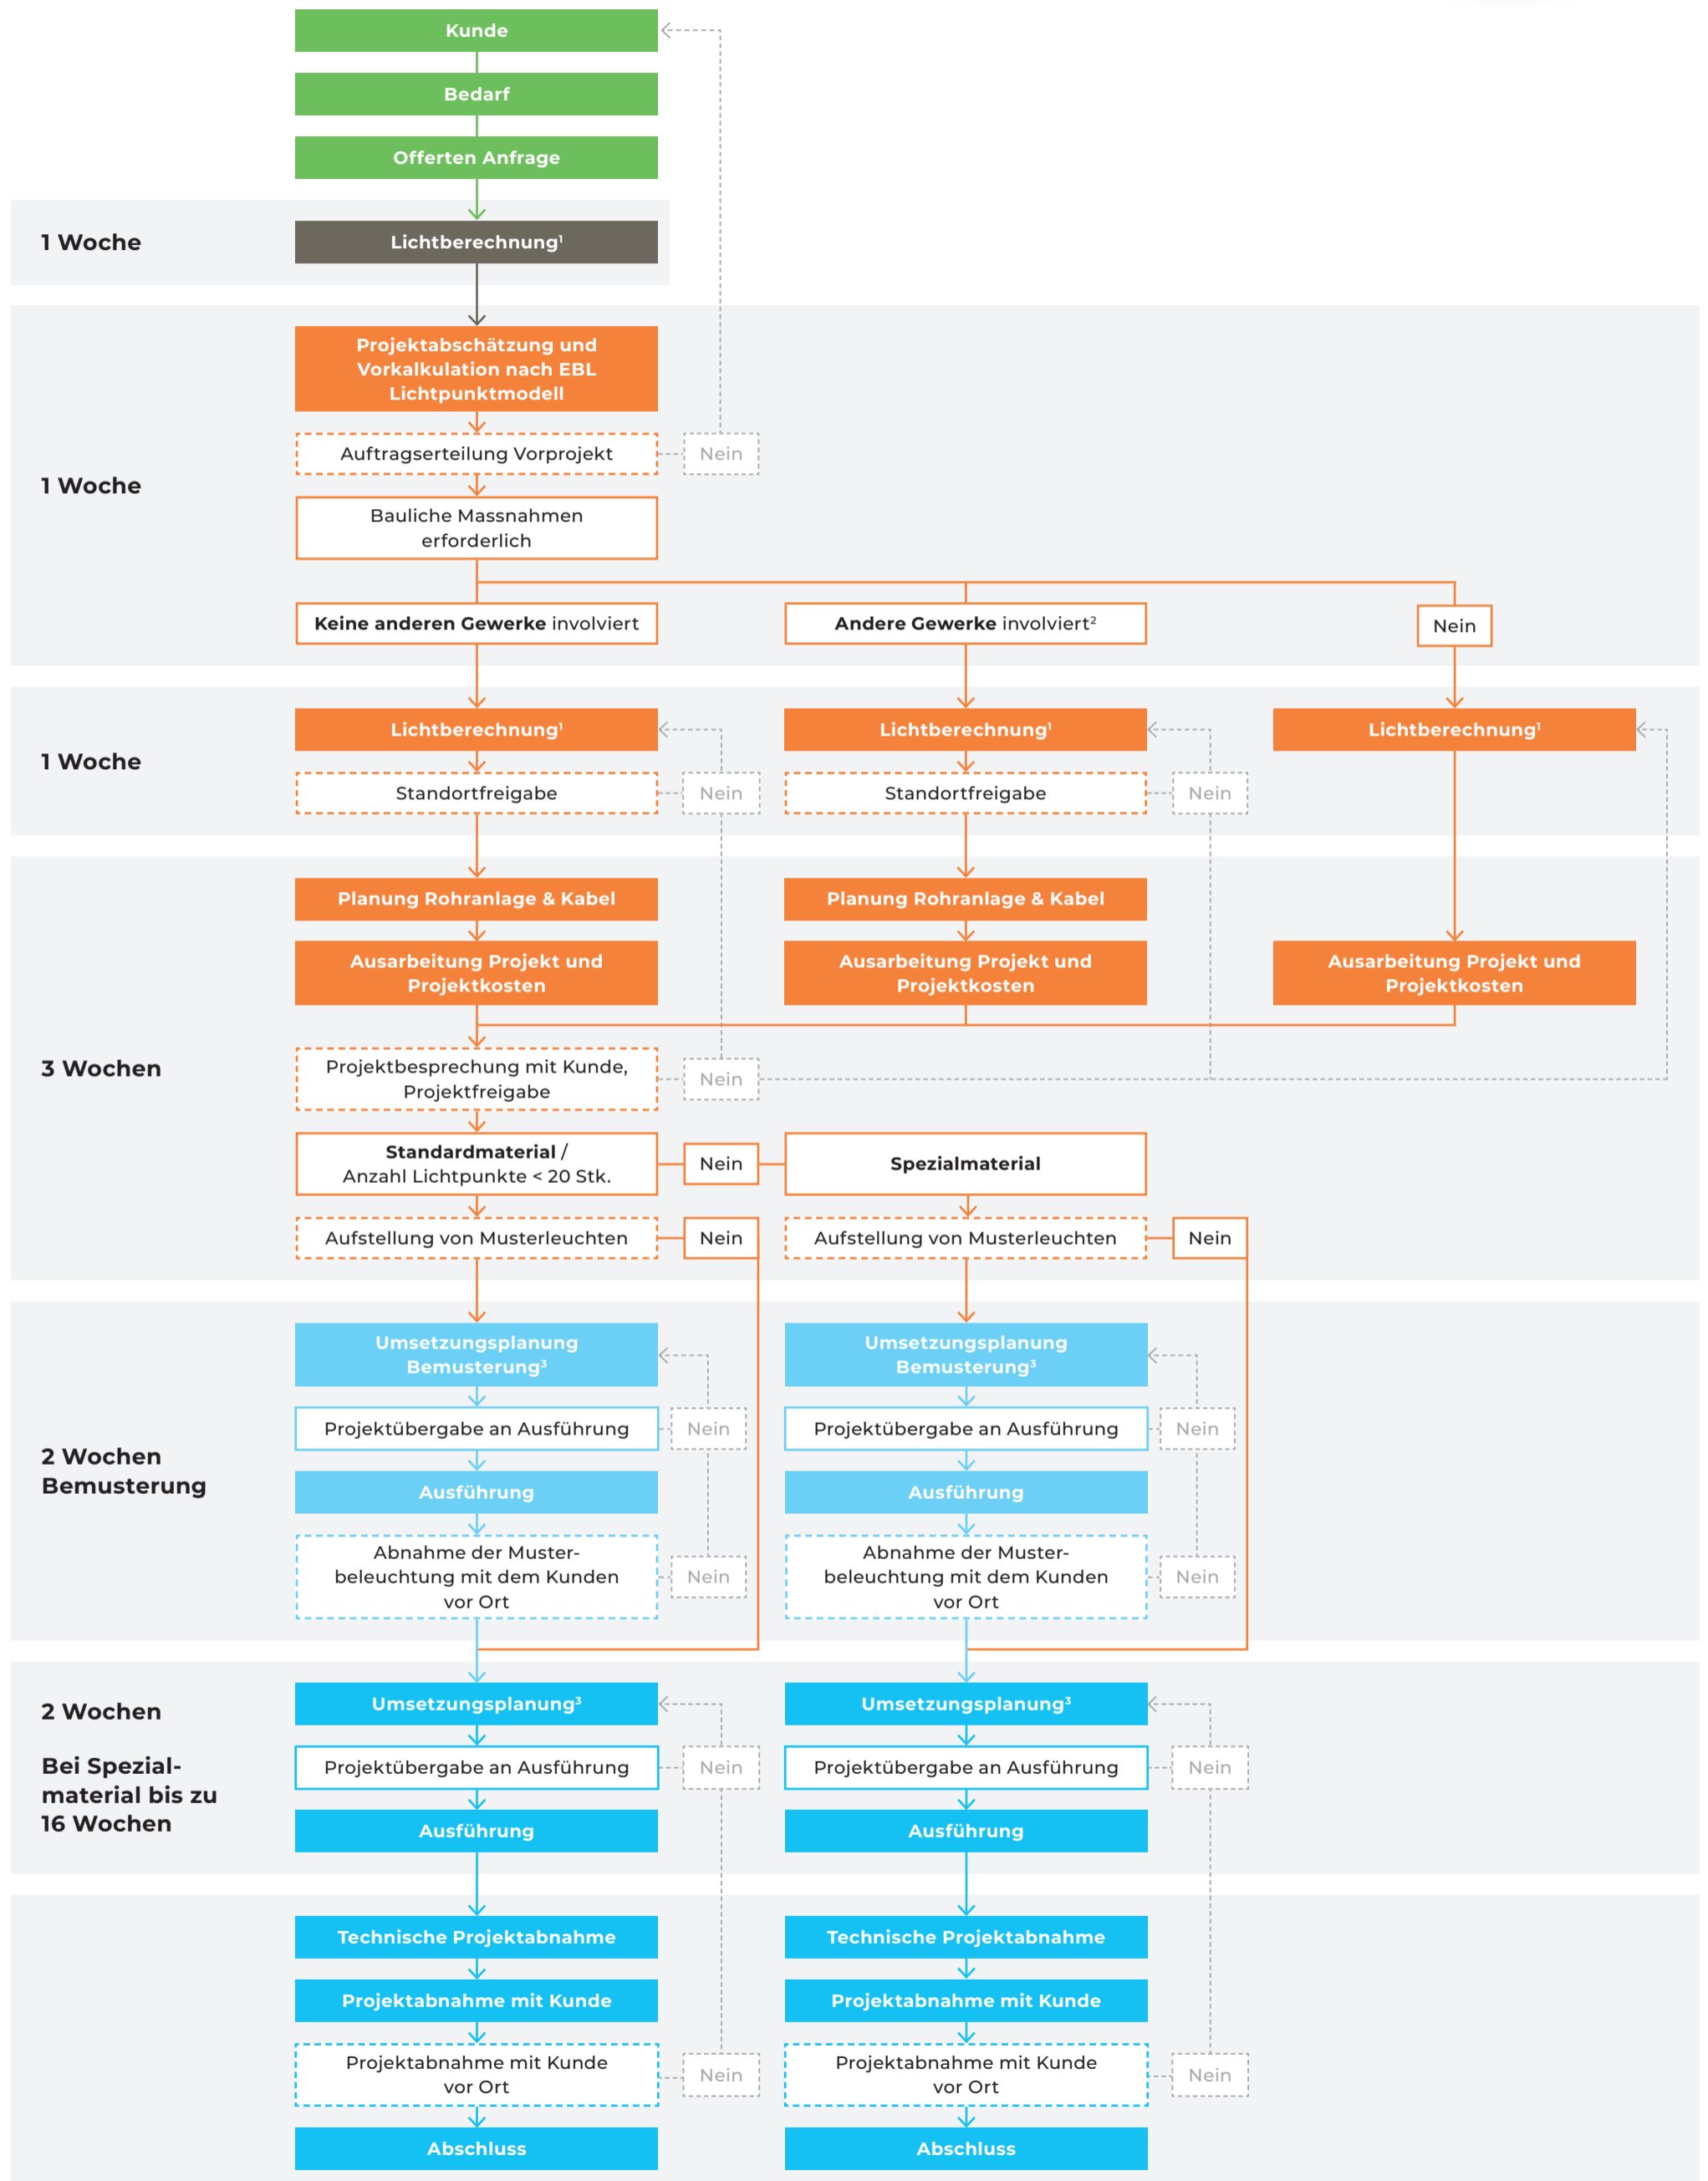 Kunde
Bedarf
Offerten Anfrage
1 Woche
Lichtberechnung¹
Projektabschätzung und
Vorkalkulation nach EBL
Lichtpunktmodell
Auftragserteilung Vorprojekt
Nein
1 Woche
Bauliche Massnahmen
erforderlich
Keine anderen Gewerke involviert
Andere Gewerke involviert²
Nein
Lichtberechnung¹
Lichtberechnung¹
Lichtberechnung¹
1 Woche
Standortfreigabe
Nein
Standortfreigabe
Nein
Planung Rohranlage & Kabel
Planung Rohranlage & Kabel
Ausarbeitung Projekt und
Projektkosten
Ausarbeitung Projekt und
Projektkosten
Ausarbeitung Projekt und
Projektkosten
3 Wochen
Projektbesprechung mit Kunde,
Projektfreigabe
Nein
Standardmaterial /
Anzahl Lichtpunkte < 20 Stk.
Nein
Spezialmaterial
Aufstellung von Musterleuchten
Nein
Aufstellung von Musterleuchten
Nein
Umsetzungsplanung
Bemusterung³
Umsetzungsplanung
Bemusterung³
2 Wochen
Bemusterung
Projektübergabe an Ausführung
Nein
Projektübergabe an Ausführung
Nein
Ausführung
Ausführung
Abnahme der Muster-
beleuchtung mit dem Kunden
vor Ort
Nein
Abnahme der Muster-
beleuchtung mit dem Kunden
vor Ort
Nein
2 Wochen
Bei Spezial-
material bis zu
16 Wochen
Umsetzungsplanung³
Umsetzungsplanung³
Projektübergabe an Ausführung
Nein
Projektübergabe an Ausführung
Nein
Ausführung
Ausführung
Technische Projektabnahme
Technische Projektabnahme
Projektabnahme mit Kunde
Projektabnahme mit Kunde
Projektabnahme mit Kunde
vor Ort
Nein
Projektabnahme mit Kunde
vor Ort
Nein
Abschluss
Abschluss